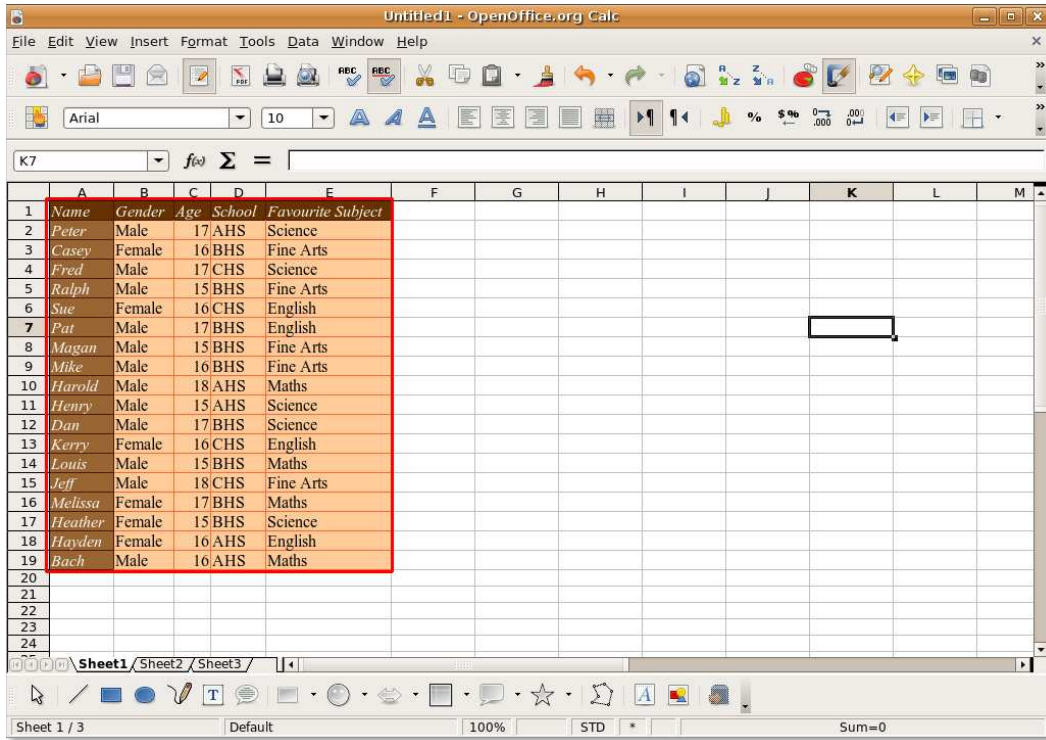 Untitled1 - OpenOffice.org Calc
File Edit View Insert Format Tools Data Window Help
Arial 10
K7
A B C D E F G H I J K L M
1 Name Gender Age School Favourite Subject
2 Peter Male 17 AHS Science
3 Casey Female 16 BHS Fine Arts
4 Fred Male 17 CHS Science
5 Ralph Male 15 BHS Fine Arts
6 Sue Female 16 CHS English
7 Pat Male 17 BHS English
8 Magan Male 15 BHS Fine Arts
9 Mike Male 16 BHS Fine Arts
10 Harold Male 18 AHS Maths
11 Henry Male 15 AHS Science
12 Dan Male 17 BHS Science
13 Kerry Female 16 CHS English
14 Louis Male 15 BHS Maths
15 Jeff Male 18 CHS Fine Arts
16 Melissa Female 17 BHS Maths
17 Heather Female 15 BHS Science
18 Hayden Female 16 AHS English
19 Bach Male 16 AHS Maths
20
21
22
23
24
Sheet1 Sheet2 Sheet3
Sheet 1 / 3 Default 100% STD * Sum=0